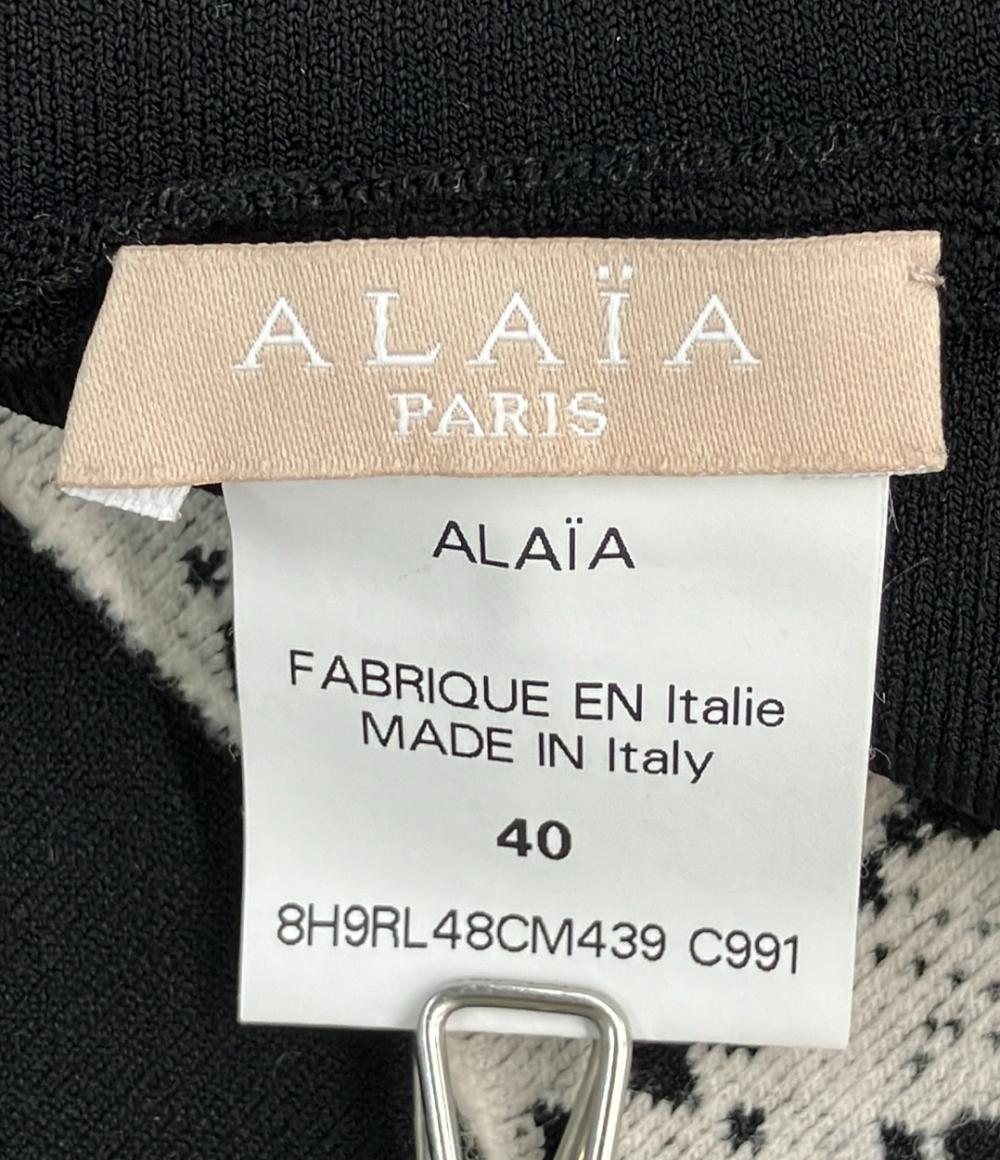 ALAÏA
PARIS
ALAÏA
FABRIQUE EN Italie
MADE IN Italy
40
8H9RL48CM439 C991